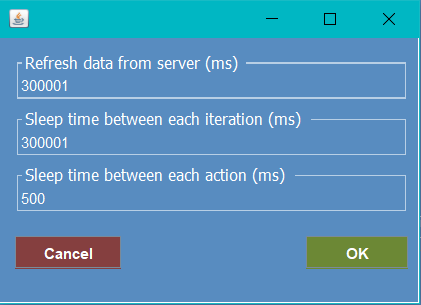 Refresh data from server (ms)
300001
Sleep time between each iteration (ms)
300001
Sleep time between each action (ms)
500
Cancel
OK